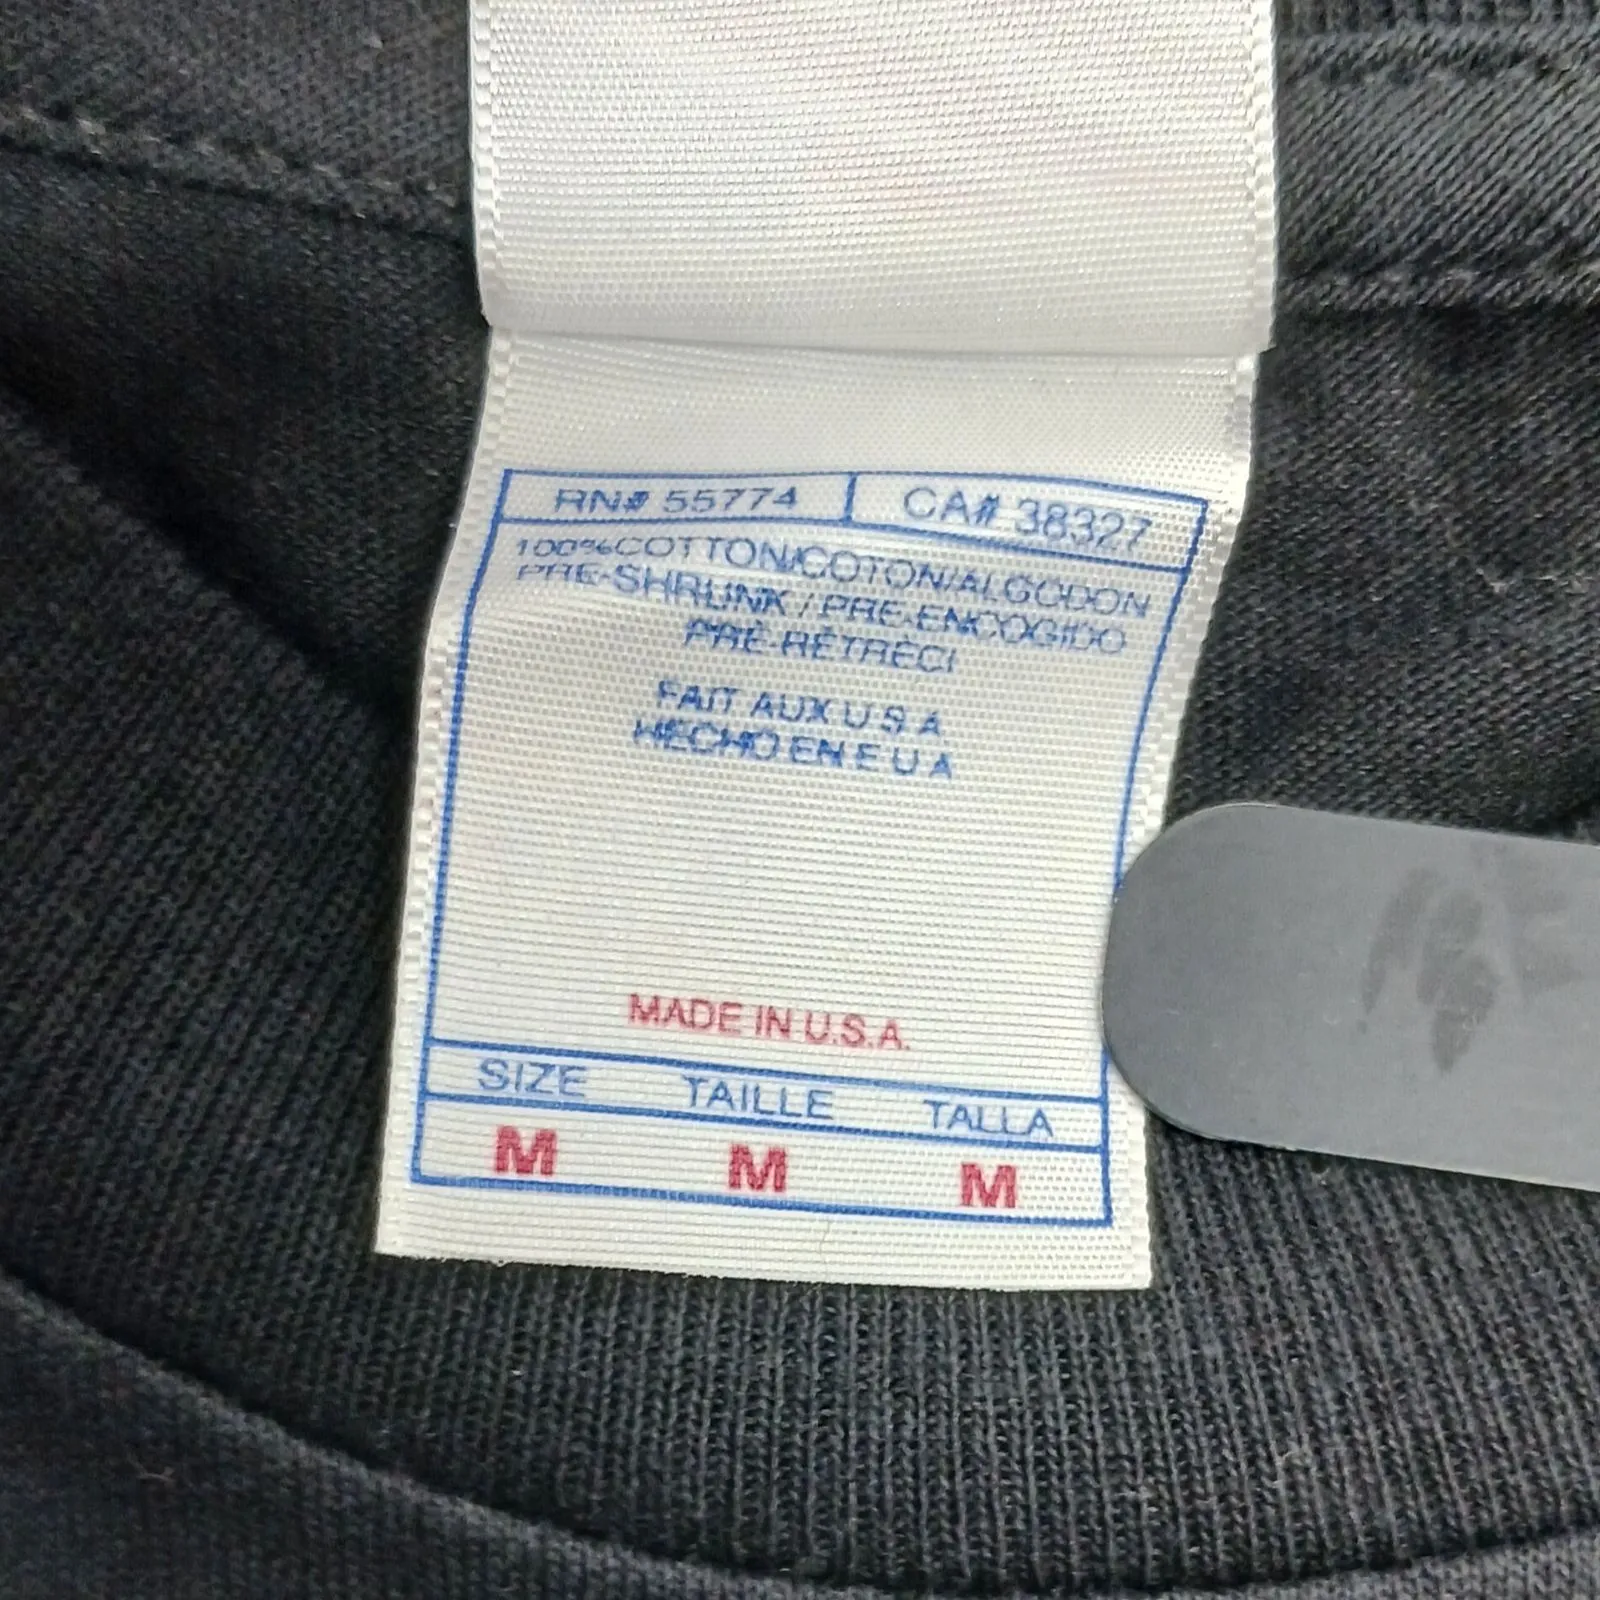 RN# 55774 CA# 38327
100%COTTON/COTON/ALGODON
PRE-SHRUNK / PRE-ENCOGIDO
PRÉ-RÉTRÉCI
FAIT AUX U S A
HECHO EN E U A
MADE IN U.S.A.
SIZE TAILLE TALLA
M M M